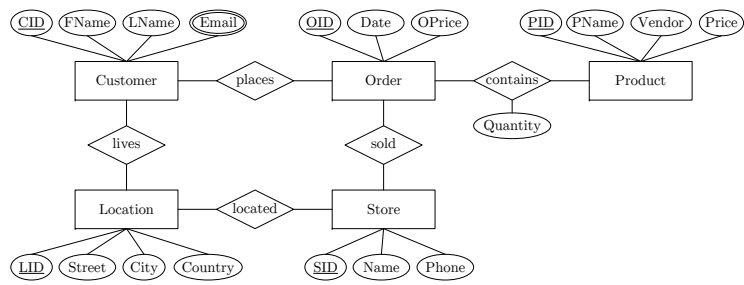 CID FName LName Email OID Date OPrice PID PName Vendor Price
Customer places Order contains Product
Quantity
lives sold
Location located Store
LID Street City Country SID Name Phone